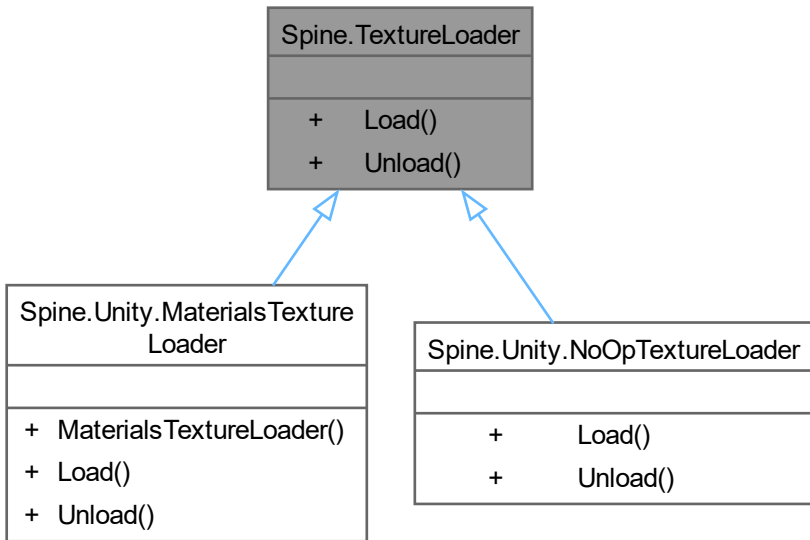 Spine.TextureLoader
+ Load()
+ Unload()
Spine.Unity.MaterialsTexture
Loader
+ MaterialsTextureLoader()
+ Load()
+ Unload()
Spine.Unity.NoOpTextureLoader
+ Load()
+ Unload()